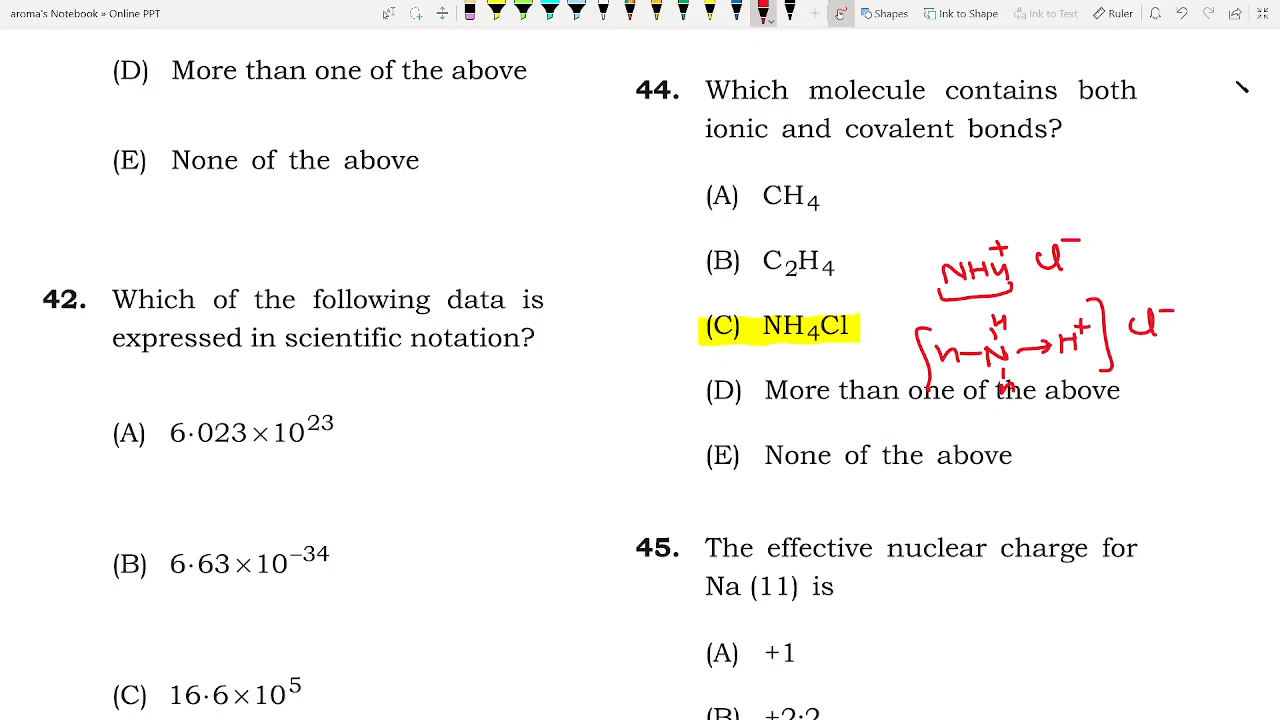 aroma's Notebook » Online PPT
Shapes
Ink to Shape
Ink to Text
Ruler
(D) More than one of the above
(E) None of the above
42. Which of the following data is
expressed in scientific notation?
(A) 6·023×10²³
(B) 6·63×10⁻³⁴
(C) 16·6×10⁵
44. Which molecule contains both
ionic and covalent bonds?
(A) CH₄
(B) C₂H₄
(C) NH₄Cl
(D) More than one of the above
(E) None of the above
NH₄⁺ Cl⁻
H
[H—N→H⁺] Cl⁻
H
45. The effective nuclear charge for
Na (11) is
(A) +1
(B) +2·2